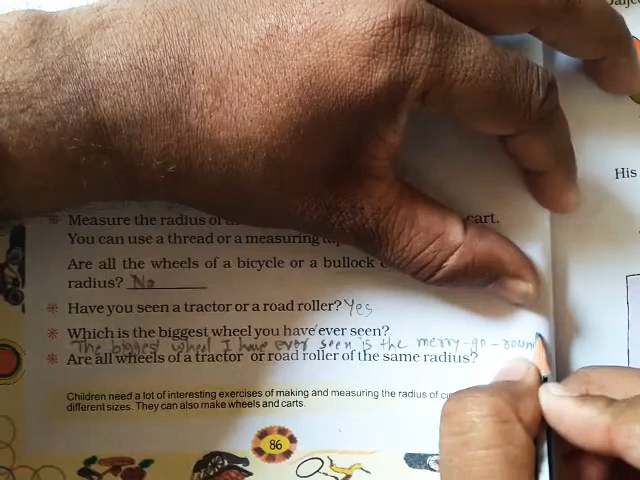 Measure the radius of
cart.
You can use a thread or a measuring
Are all the wheels of a bicycle or a bullock
radius? No
Have you seen a tractor or a road roller? Yes
Which is the biggest wheel you have ever seen?
The biggest wheel I have ever seen is the merry-go-roun
Are all wheels of a tractor or road roller of the same radius?
Children need a lot of interesting exercises of making and measuring the radius of
different sizes. They can also make wheels and carts.
86
His